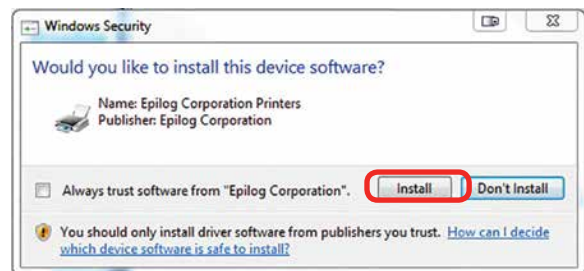 Windows Security
Would you like to install this device software?
Name: Epilog Corporation Printers
Publisher: Epilog Corporation
Always trust software from "Epilog Corporation".
Install
Don't Install
You should only install driver software from publishers you trust. How can I decide
which device software is safe to install?